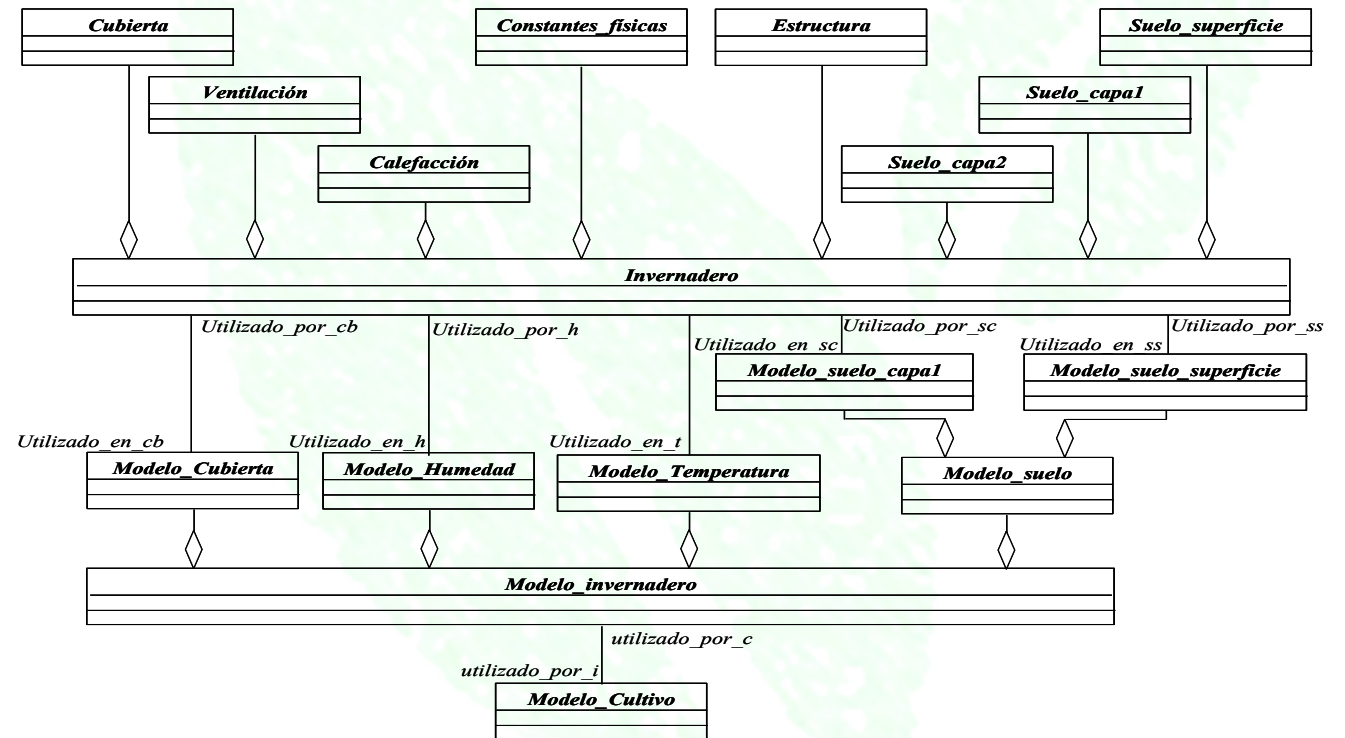 Cubierta
Constantes_físicas
Estructura
Suelo_superficie
Ventilación
Suelo_capa1
Calefacción
Suelo_capa2
Invernadero
Utilizado_por_cb
Utilizado_por_h
Utilizado_por_sc
Utilizado_por_ss
Utilizado_en_sc
Utilizado_en_ss
Modelo_suelo_capa1
Modelo_suelo_superficie
Utilizado_en_cb
Utilizado_en_h
Utilizado_en_t
Modelo_Cubierta
Modelo_Humedad
Modelo_Temperatura
Modelo_suelo
Modelo_invernadero
utilizado_por_c
utilizado_por_i
Modelo_Cultivo